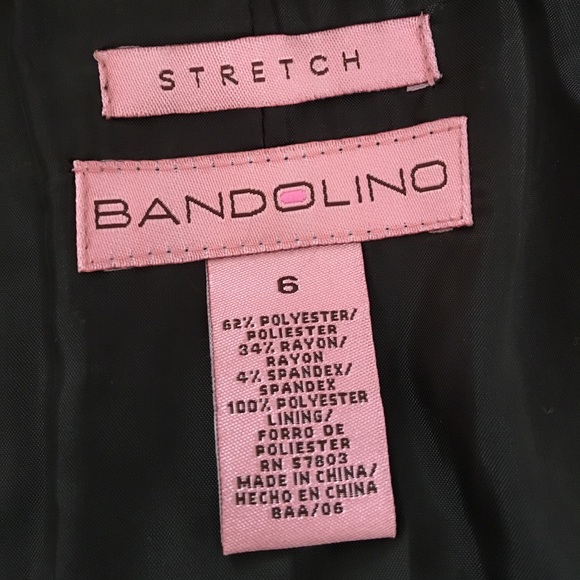 STRETCH
BANDOLINO
6
62% POLYESTER/
POLIESTER
34% RAYON/
RAYON
4% SPANDEX/
SPANDEX
100% POLYESTER
LINING/
FORRO DE
POLIESTER
RN 57803
MADE IN CHINA/
HECHO EN CHINA
BAA/06